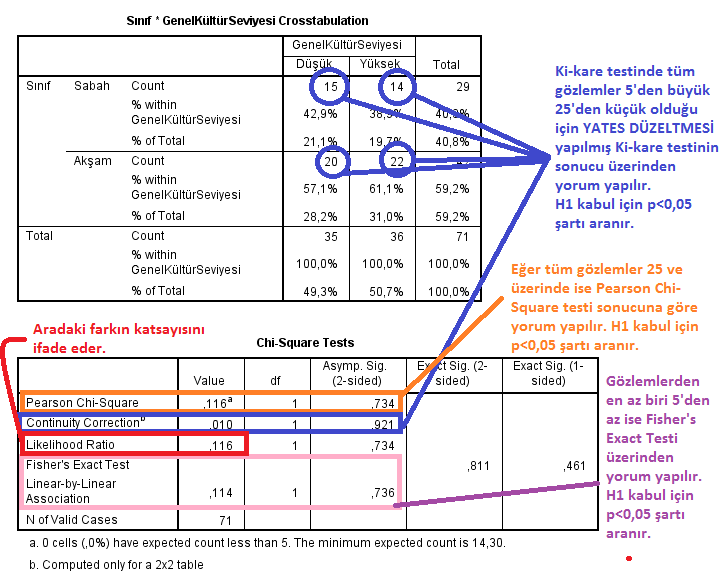 Sınıf * GenelKültürSeviyesi Crosstabulation
GenelKültürSeviyesi
Düşük Yüksek Total
Sınıf Sabah Count 15 14 29
% within GenelKültürSeviyesi 42,9% 40,8%
% of Total 21,1% 19,7% 40,8%
Akşam Count 20 22
% within GenelKültürSeviyesi 57,1% 61,1% 59,2%
% of Total 28,2% 31,0% 59,2%
Total Count 35 36 71
% within GenelKültürSeviyesi 100,0% 100,0% 100,0%
% of Total 49,3% 50,7% 100,0%
Ki-kare testinde tüm
gözlemler 5'den büyük
25'den küçük olduğu
için YATES DÜZELTMESİ
yapılmış Ki-kare testinin
sonucu üzerinden
yorum yapılır.
H1 kabul için p<0,05
şartı aranır.
Eğer tüm gözlemler 25 ve
üzerinde ise Pearson Chi-
Square testi sonucuna göre
yorum yapılır. H1 kabul için
p<0,05 şartı aranır.
Aradaki farkın katsayısını
ifade eder.
Chi-Square Tests
Value df Asymp. Sig. (2-sided) Exact Sig. (2-sided) Exact Sig. (1-sided)
Pearson Chi-Square ,116a 1 ,734
Continuity Correctionb ,010 1 ,921
Likelihood Ratio ,116 1 ,734
Fisher's Exact Test ,811 ,461
Linear-by-Linear Association ,114 1 ,736
N of Valid Cases 71
a. 0 cells (,0%) have expected count less than 5. The minimum expected count is 14,30.
b. Computed only for a 2x2 table
Gözlemlerden
en az biri 5'den
az ise Fisher's
Exact Testi
üzerinden
yorum yapılır.
H1 kabul için
p<0,05 şartı
aranır.